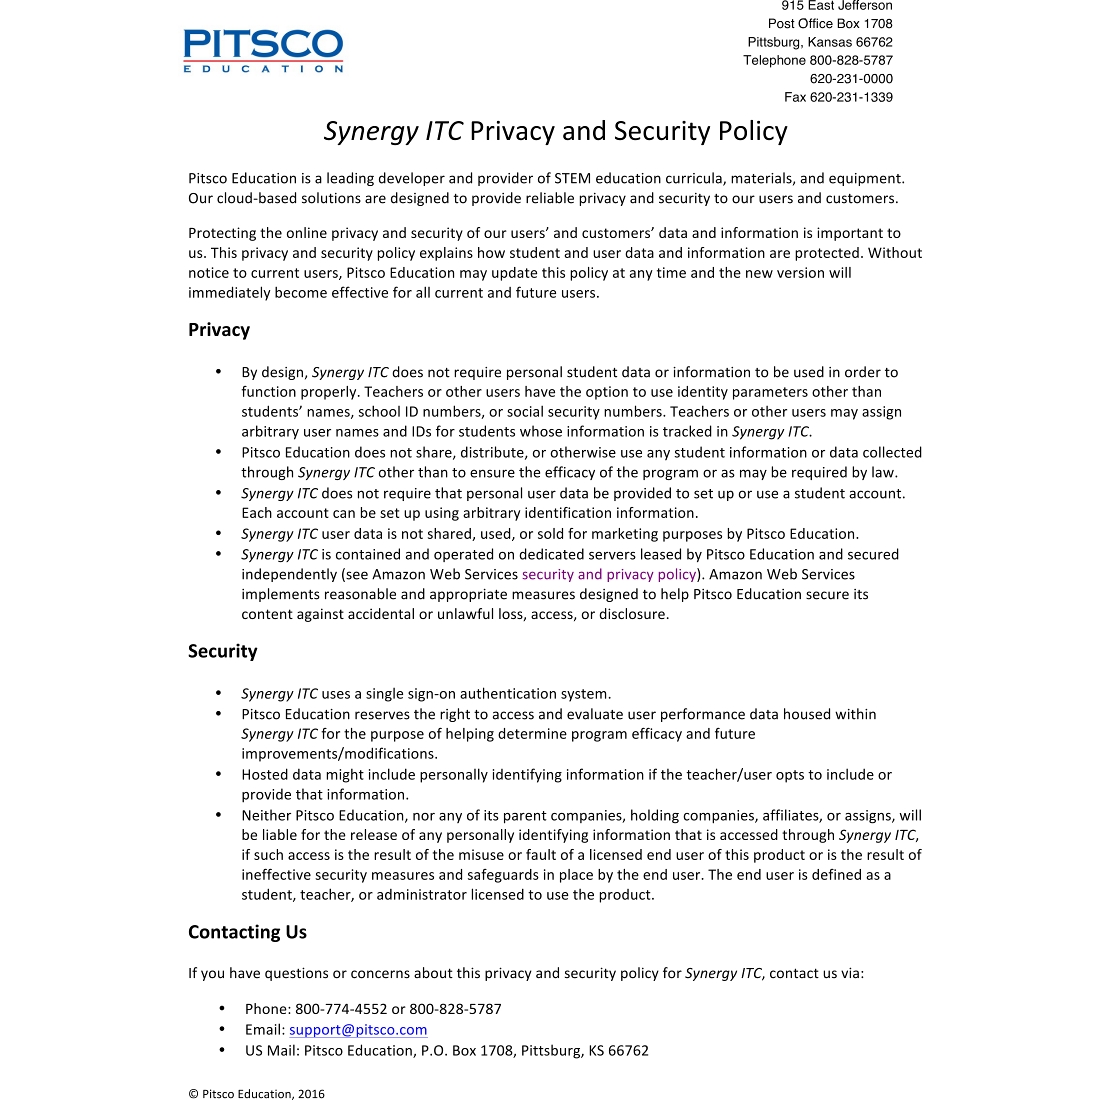 PITSCO
EDUCATION
915 East Jefferson
Post Office Box 1708
Pittsburg, Kansas 66762
Telephone 800-828-5787
620-231-0000
Fax 620-231-1339
Synergy ITC Privacy and Security Policy
Pitsco Education is a leading developer and provider of STEM education curricula, materials, and equipment.
Our cloud-based solutions are designed to provide reliable privacy and security to our users and customers.
Protecting the online privacy and security of our users’ and customers’ data and information is important to
us. This privacy and security policy explains how student and user data and information are protected. Without
notice to current users, Pitsco Education may update this policy at any time and the new version will
immediately become effective for all current and future users.
Privacy
• By design, Synergy ITC does not require personal student data or information to be used in order to
function properly. Teachers or other users have the option to use identity parameters other than
students’ names, school ID numbers, or social security numbers. Teachers or other users may assign
arbitrary user names and IDs for students whose information is tracked in Synergy ITC.
• Pitsco Education does not share, distribute, or otherwise use any student information or data collected
through Synergy ITC other than to ensure the efficacy of the program or as may be required by law.
• Synergy ITC does not require that personal user data be provided to set up or use a student account.
Each account can be set up using arbitrary identification information.
• Synergy ITC user data is not shared, used, or sold for marketing purposes by Pitsco Education.
• Synergy ITC is contained and operated on dedicated servers leased by Pitsco Education and secured
independently (see Amazon Web Services security and privacy policy). Amazon Web Services
implements reasonable and appropriate measures designed to help Pitsco Education secure its
content against accidental or unlawful loss, access, or disclosure.
Security
• Synergy ITC uses a single sign-on authentication system.
• Pitsco Education reserves the right to access and evaluate user performance data housed within
Synergy ITC for the purpose of helping determine program efficacy and future
improvements/modifications.
• Hosted data might include personally identifying information if the teacher/user opts to include or
provide that information.
• Neither Pitsco Education, nor any of its parent companies, holding companies, affiliates, or assigns, will
be liable for the release of any personally identifying information that is accessed through Synergy ITC,
if such access is the result of the misuse or fault of a licensed end user of this product or is the result of
ineffective security measures and safeguards in place by the end user. The end user is defined as a
student, teacher, or administrator licensed to use the product.
Contacting Us
If you have questions or concerns about this privacy and security policy for Synergy ITC, contact us via:
• Phone: 800-774-4552 or 800-828-5787
• Email: support@pitsco.com
• US Mail: Pitsco Education, P.O. Box 1708, Pittsburg, KS 66762
© Pitsco Education, 2016